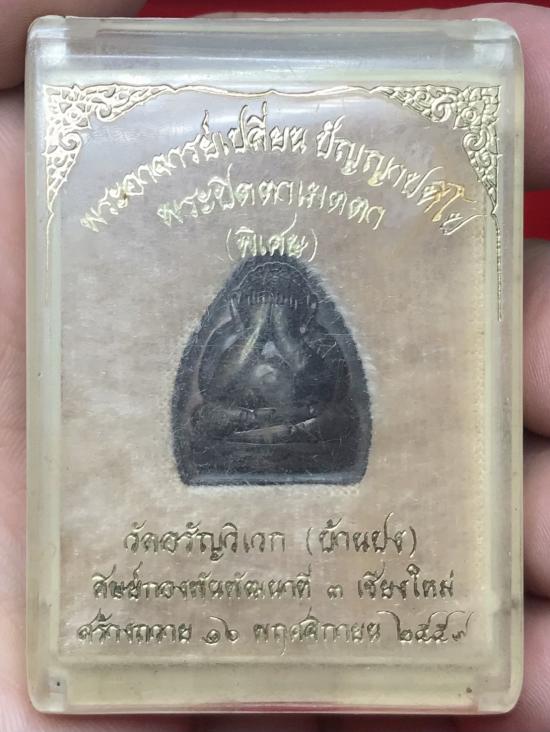 พระอาจารย์เปลี่ยน ปัญญาปทีโป
พระปิดตาเมตตา
(พิเศษ)
วัดอรัญวิเวก (บ้านปง)
ศิษย์กองพันพัฒนาที่ ๓ เชียงใหม่
สร้างถวาย ๑๖ พฤศจิกายน ๒๕๕๗